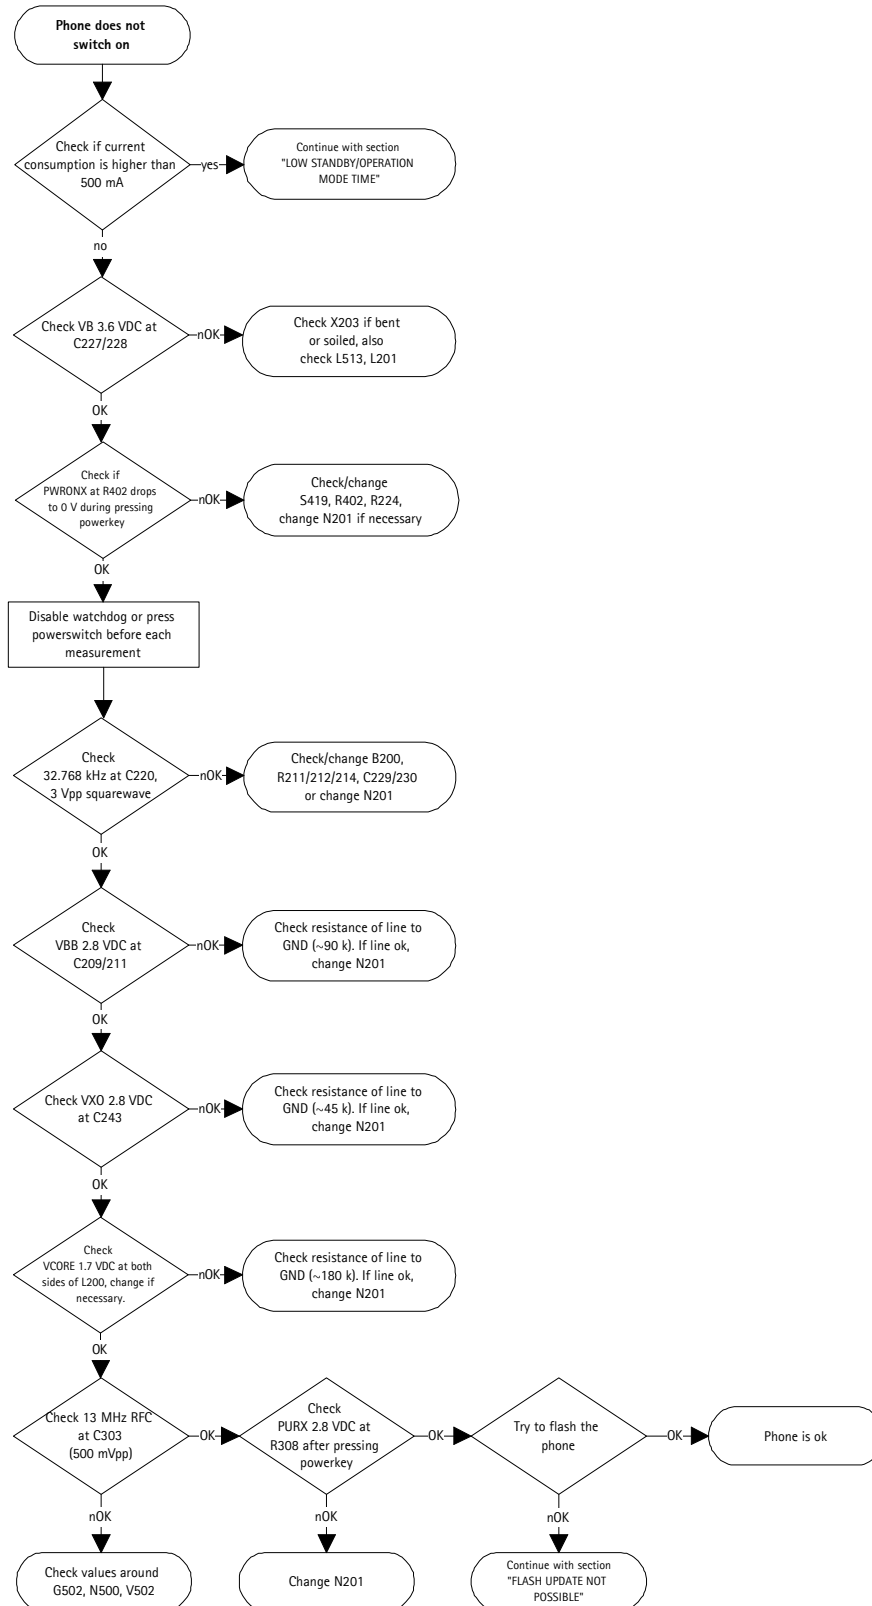 Phone does not
switch on
Check if current
consumption is higher than
500 mA
yes
Continue with section
"LOW STANDBY/OPERATION
MODE TIME"
no
Check VB 3.6 VDC at
C227/228
nOK
Check X203 if bent
or soiled, also
check L513, L201
OK
Check if
PWRONX at R402 drops
to 0 V during pressing
powerkey
nOK
Check/change
S419, R402, R224,
change N201 if necessary
OK
Disable watchdog or press
powerswitch before each
measurement
Check
32.768 kHz at C220,
3 Vpp squarewave
nOK
Check/change B200,
R211/212/214, C229/230
or change N201
OK
Check
VBB 2.8 VDC at
C209/211
nOK
Check resistance of line to
GND (~90 k). If line ok,
change N201
OK
Check VXO 2.8 VDC
at C243
nOK
Check resistance of line to
GND (~45 k). If line ok,
change N201
OK
Check
VCORE 1.7 VDC at both
sides of L200, change if
necessary.
nOK
Check resistance of line to
GND (~180 k). If line ok,
change N201
OK
Check 13 MHz RFC
at C303
(500 mVpp)
OK
Check
PURX 2.8 VDC at
R308 after pressing
powerkey
OK
Try to flash the
phone
OK
Phone is ok
nOK
nOK
nOK
Check values around
G502, N500, V502
Change N201
Continue with section
"FLASH UPDATE NOT
POSSIBLE"